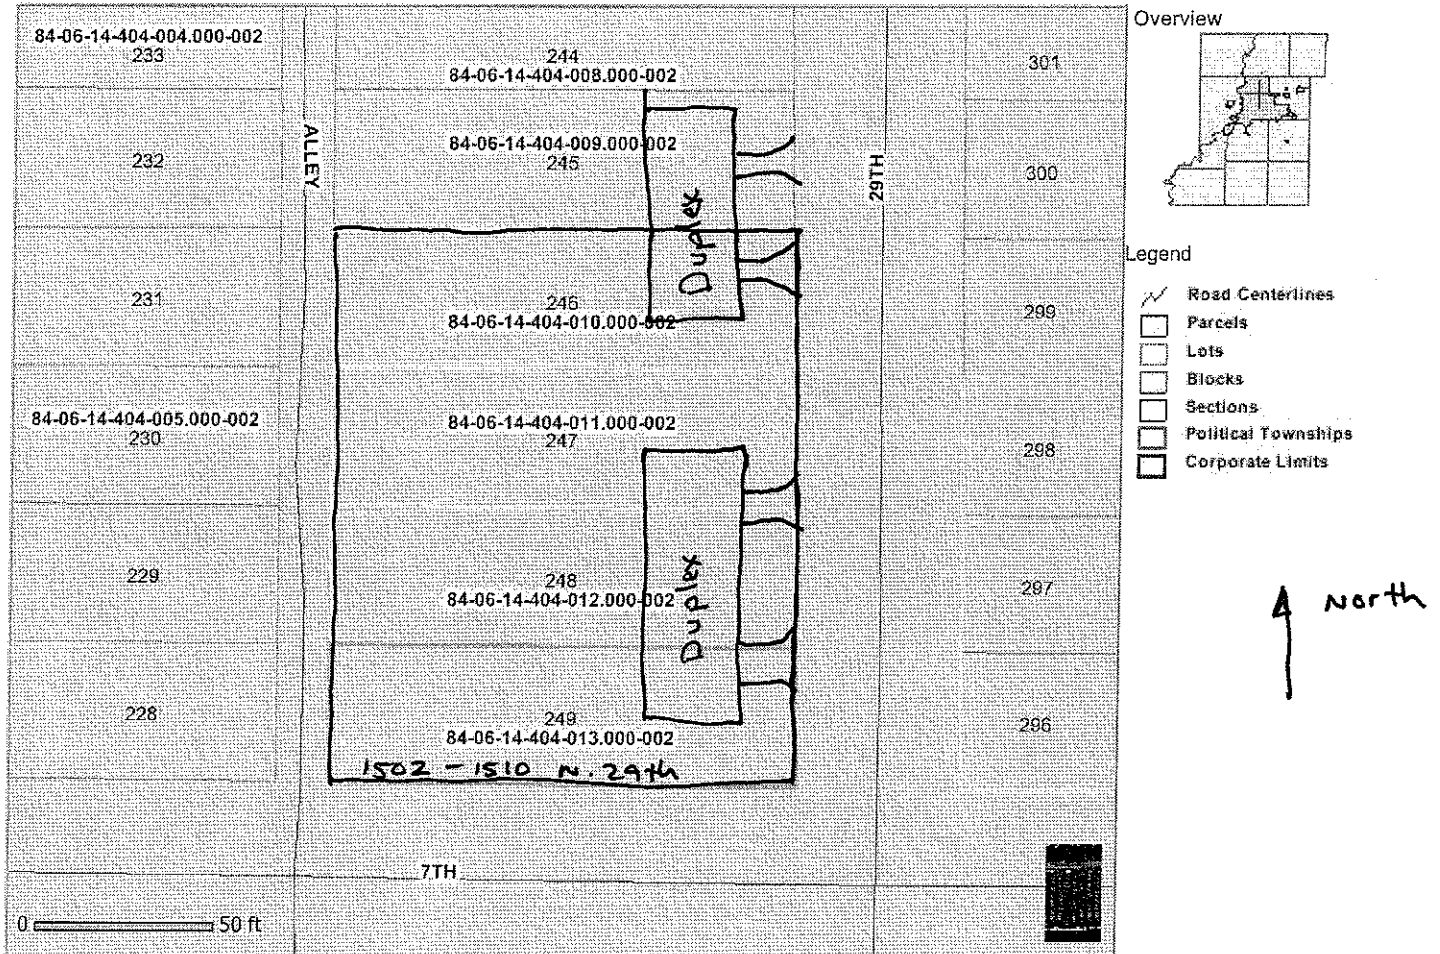 84-06-14-404-004.000-002
233
244
84-06-14-404-008.000-002
301
ALLEY
84-06-14-404-009.000-002
245
232
29TH
300
Duplex
231
246
84-06-14-404-010.000-002
299
84-06-14-404-005.000-002
230
84-06-14-404-011.000-002
247
298
229
248
84-06-14-404-012.000-002
Duplex
297
228
249
84-06-14-404-013.000-002
296
1502 - 1510 N. 29th
7TH
0 50 ft
Overview
Legend
Road Centerlines
Parcels
Lots
Blocks
Sections
Political Townships
Corporate Limits
North